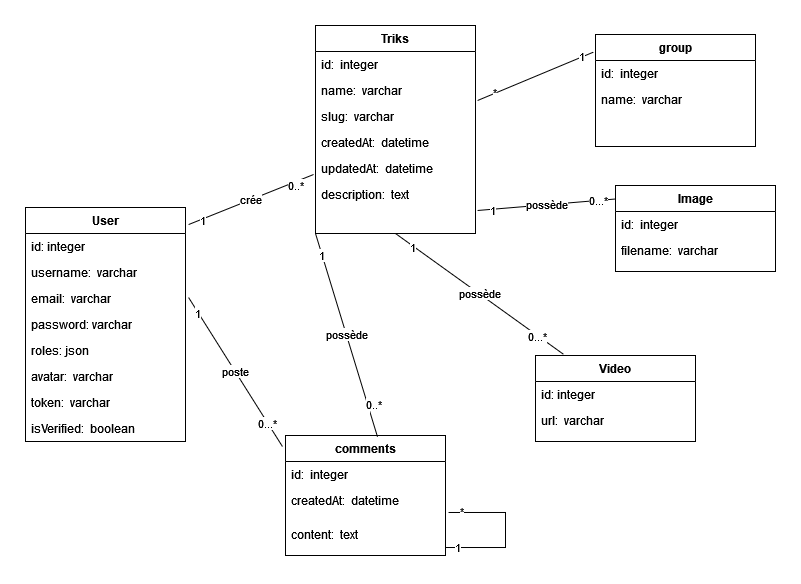 Triks
id: integer
name: varchar
slug: varchar
createdAt: datetime
updatedAt: datetime
description: text
group
id: integer
name: varchar
* 1
Image
id: integer
filename: varchar
1 possède 0...*
User
id: integer
username: varchar
email: varchar
password: varchar
roles: json
avatar: varchar
token: varchar
isVerified: boolean
1 crée 0..*
1
possède
0...*
Video
id: integer
url: varchar
1
possède
0..*
1
poste
0...*
comments
id: integer
createdAt: datetime
content: text
*
1